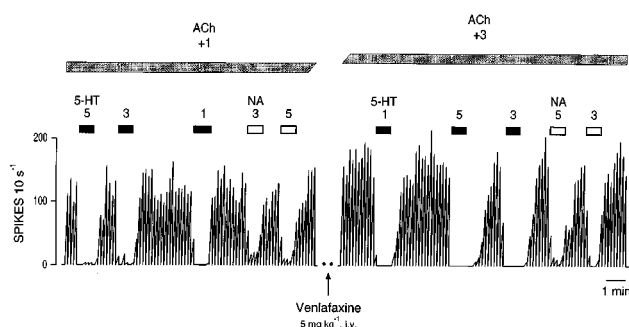 ACh ACh
+1 +3
5-HT NA 5-HT NA
5 3 1 3 5 1 5 3 5 3
200
100
0
SPIKES 10 s⁻¹
1 min
Venlafaxine
5 mg kg⁻¹, i.v.